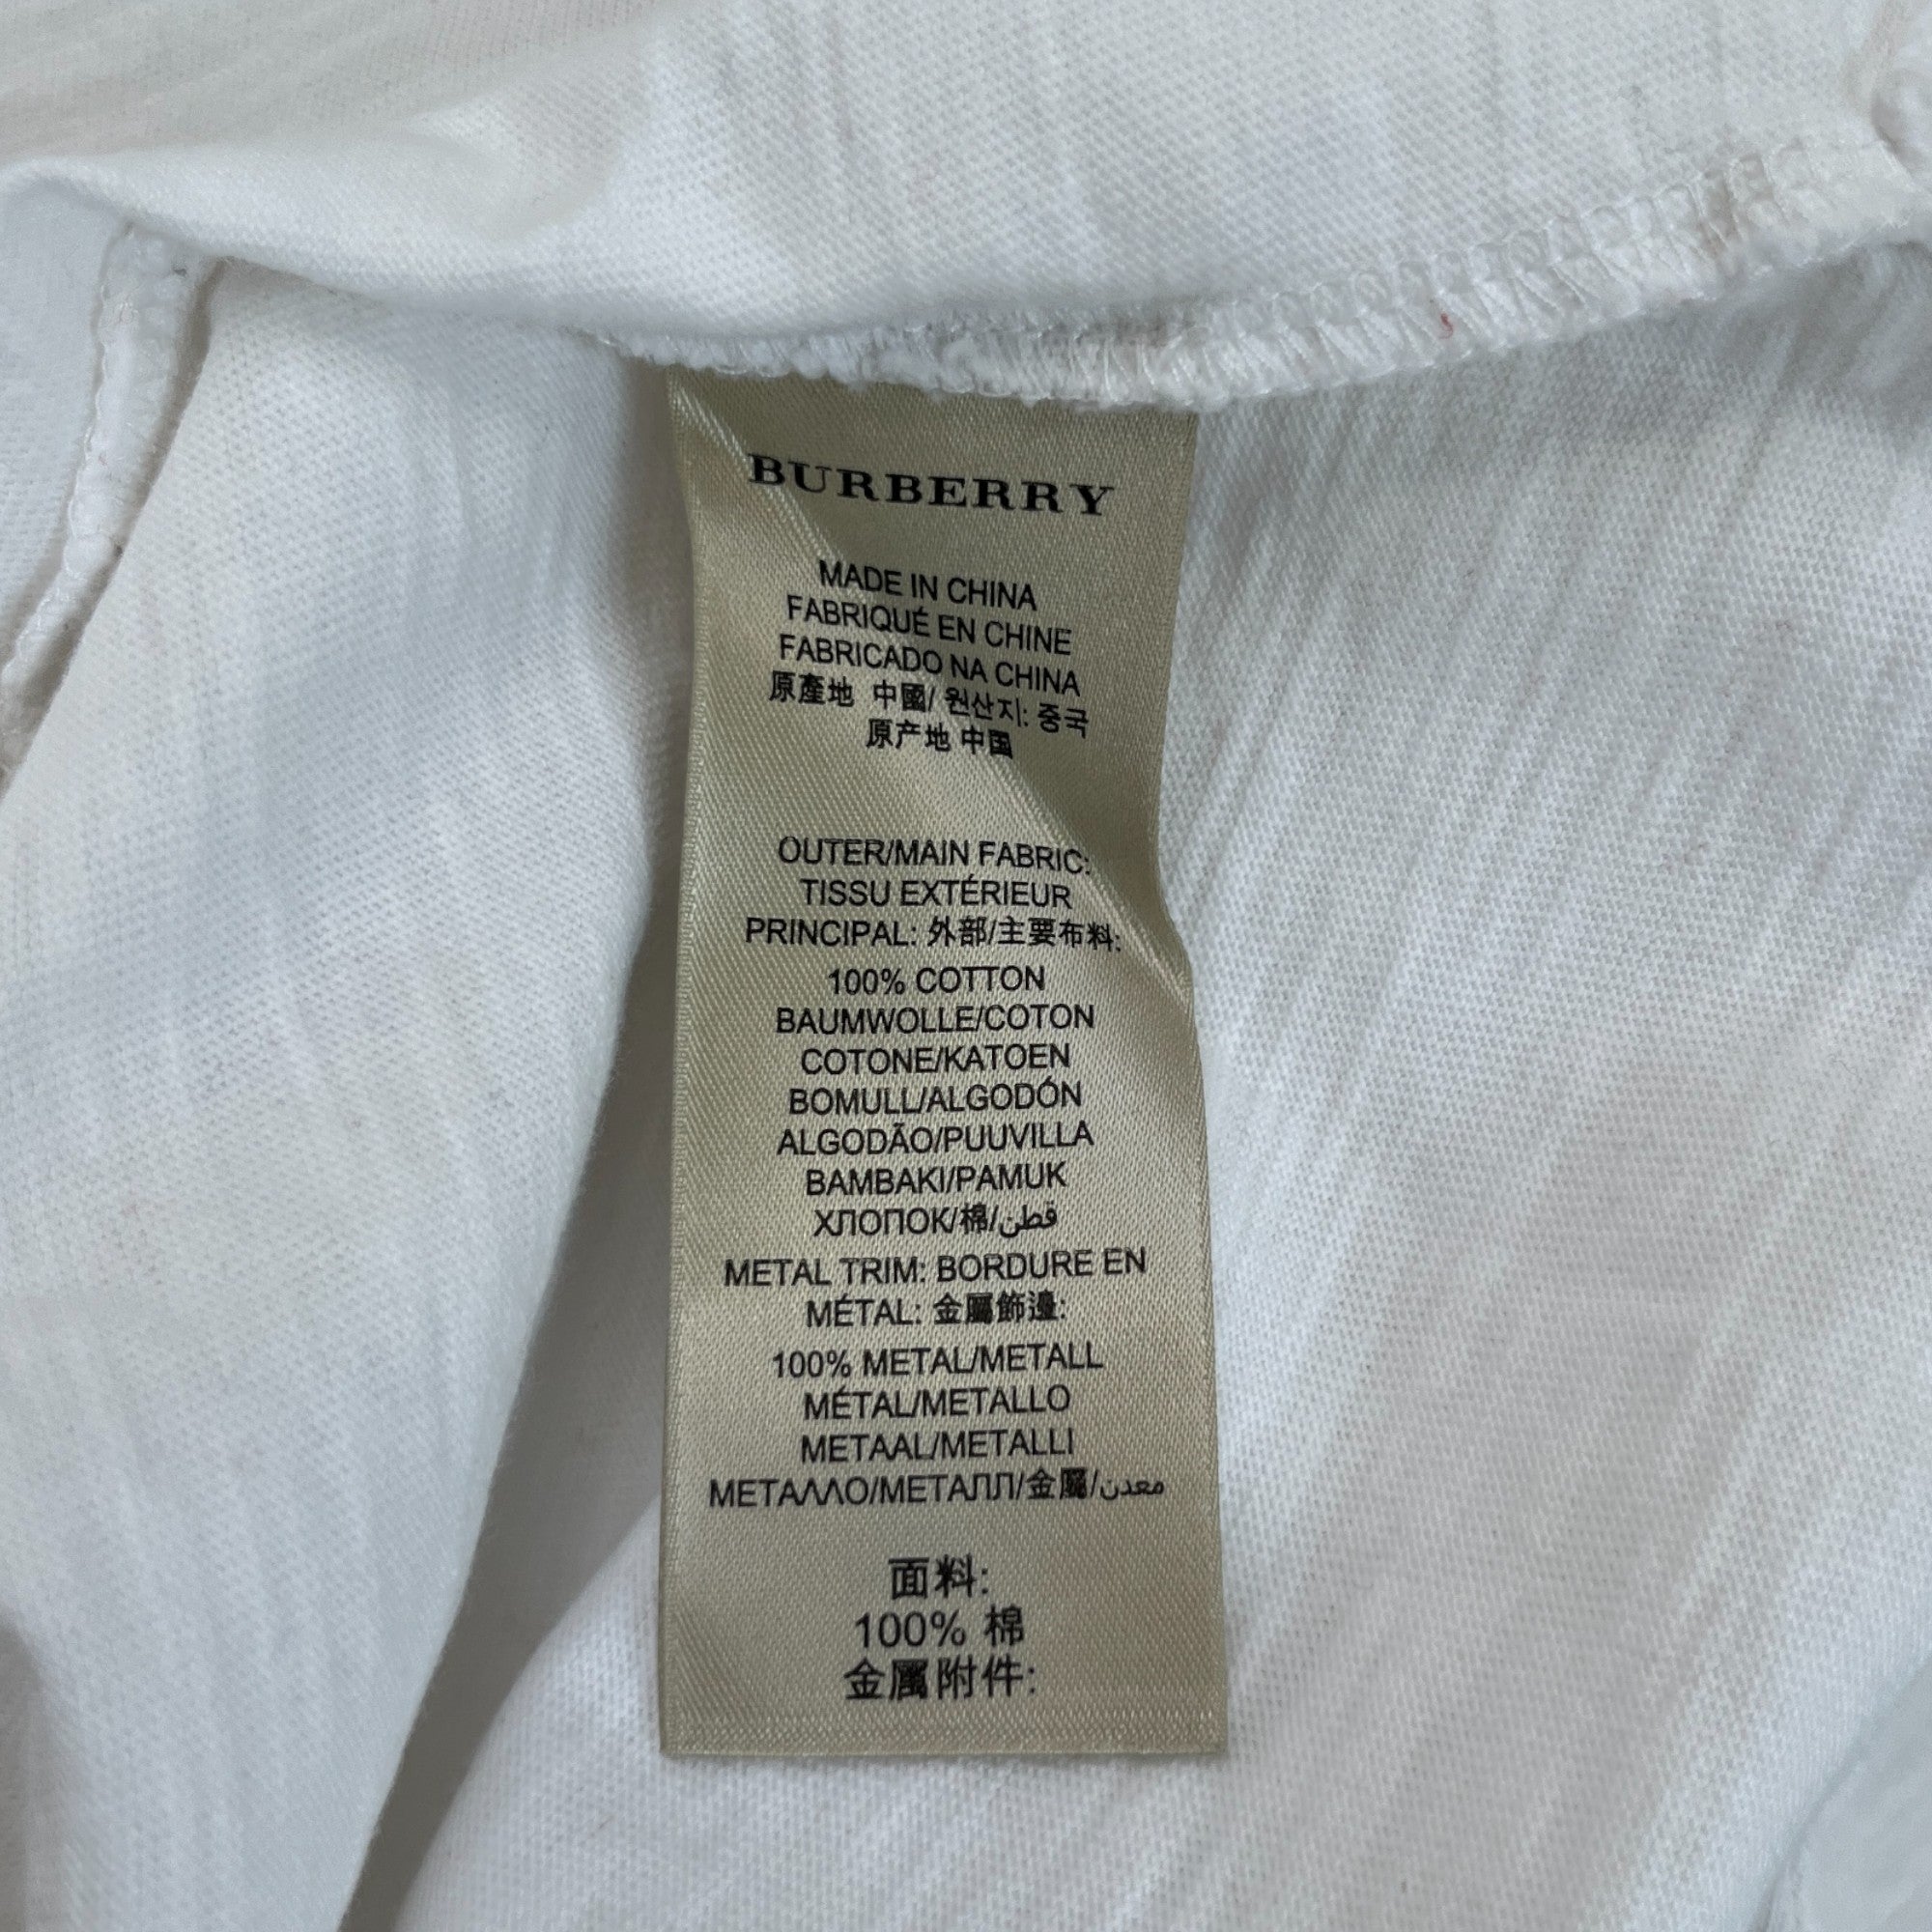 BURBERRY
MADE IN CHINA
FABRIQUÉ EN CHINE
FABRICADO NA CHINA
原產地 中國/ 원산지: 중국
原产地 中国
OUTER/MAIN FABRIC:
TISSU EXTÉRIEUR
PRINCIPAL: 外部/主要布料:
100% COTTON
BAUMWOLLE/COTON
COTONE/KATOEN
BOMULL/ALGODÓN
ALGODÃO/PUUVILLA
BAMBAKI/PAMUK
ХЛОПОК/棉/قطن
METAL TRIM: BORDURE EN
MÉTAL: 金屬飾邊:
100% METAL/METALL
MÉTAL/METALLO
METAAL/METALLI
ΜΕΤΑΛΛΟ/МЕТАЛЛ/金屬/معدن
面料:
100% 棉
金屬附件: